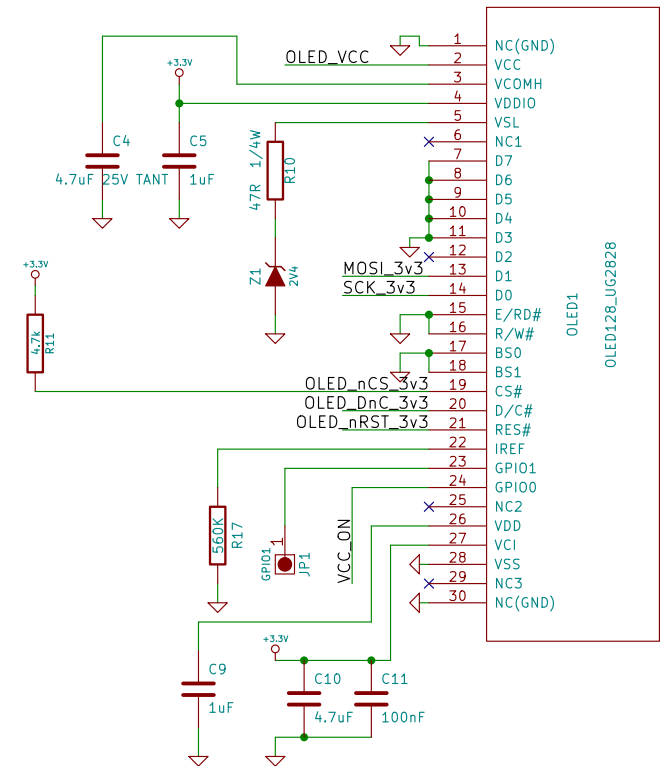 1 NC(GND)
OLED_VCC 2 VCC
3 VCOMH
+3.3V
4 VDDIO
5 VSL
6 NC1
7 D7
8 D6
9 D5
10 D4
11 D3
12 D2
MOSI_3v3 13 D1
SCK_3v3 14 D0
15 E/RD#
16 R/W#
17 BS0
18 BS1
OLED_nCS_3v3 19 CS#
OLED_DnC_3v3 20 D/C#
OLED_nRST_3v3 21 RES#
22 IREF
23 GPIO1
24 GPIO0
25 NC2
26 VDD
27 VCI
28 VSS
29 NC3
30 NC(GND)
OLED1
OLED128_UG2828
C4
4.7uF 25V TANT
C5
1uF
47R 1/4W
R10
Z1
2V4
+3.3V
4.7k
R11
560K
R17
GPIO1
1
JP1
VCC_ON
C9
1uF
+3.3V
C10
4.7uF
C11
100nF